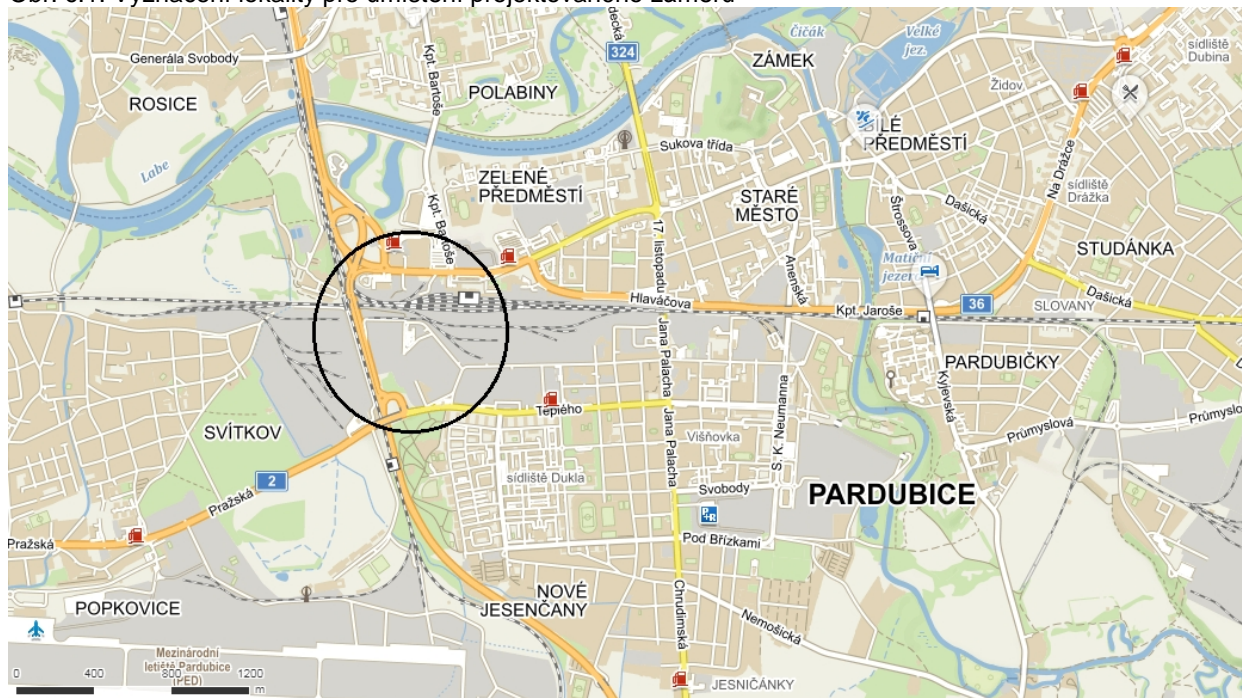 Generála Svobody
ROSICE
Labe
Kpt. Bartoše
POLABINY
324
ZÁMEK
Čičák
Velké
jez.
sídliště
Dubina
Židov
BÍLÉ
PŘEDMĚSTÍ
Sukova třída
ZELENÉ
PŘEDMĚSTÍ
Kpt. Bartoše
STARÉ
MĚSTO
17. listopadu
Anenská
Štrossova
Dašická
Na Drážce
sídliště
Drážka
STUDÁNKA
Matiční
jezero
Hlaváčova
Kpt. Jaroše
36
SLOVANY
Dašická
Jana Palacha
Jana Palacha
PARDUBIČKY
Kyjevská
Průmyslová
SVÍTKOV
2
Pražská
Pražská
Teplého
sídliště Dukla
Višňovka
S. K. Neumanna
Svobody
P+R
PARDUBICE
Pod Břízkami
NOVÉ
JESENČANY
Chrudimská
Nemošická
POPKOVICE
Mezinárodní
letiště Pardubice
(PED)
0 400 800 1200
m
JESNIČÁNKY